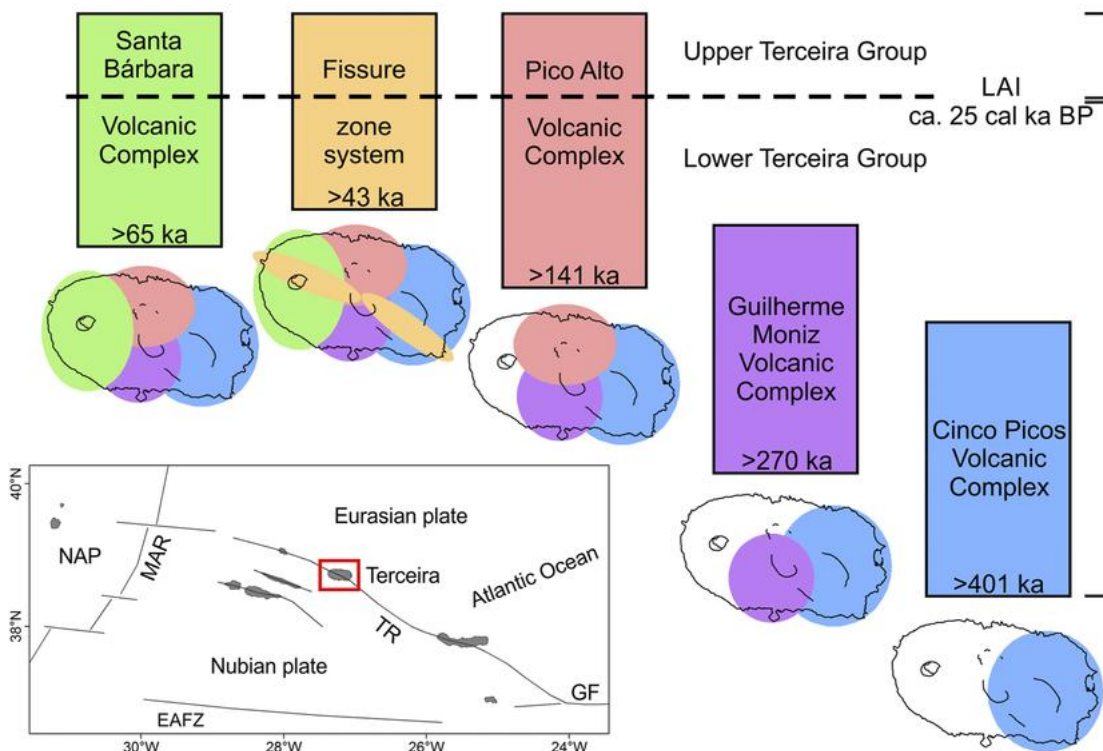 Santa
Bárbara
Volcanic
Complex
>65 ka
Fissure
zone
system
>43 ka
Pico Alto
Volcanic
Complex
>141 ka
Upper Terceira Group
LAI
ca. 25 cal ka BP
Lower Terceira Group
Guilherme
Moniz
Volcanic
Complex
>270 ka
Cinco Picos
Volcanic
Complex
>401 ka
40°N
38°N
NAP
MAR
Eurasian plate
Terceira
Atlantic Ocean
TR
Nubian plate
GF
EAFZ
30°W
28°W
26°W
24°W